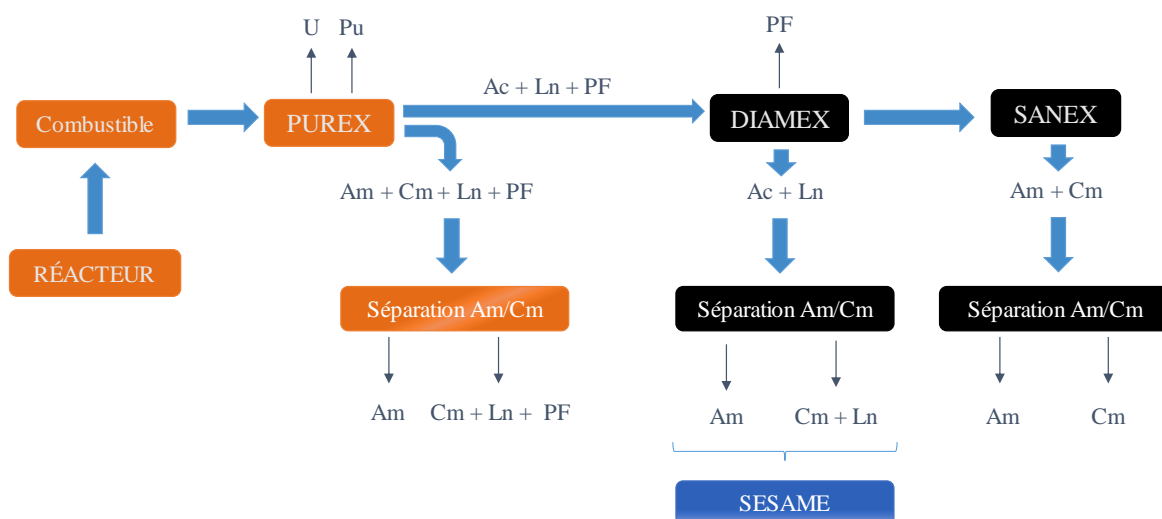 U Pu
PF
Ac + Ln + PF
Combustible
PUREX
DIAMEX
SANEX
Am + Cm + Ln + PF
Ac + Ln
Am + Cm
RÉACTEUR
Séparation Am/Cm
Séparation Am/Cm
Séparation Am/Cm
Am
Cm + Ln + PF
Am
Cm + Ln
Am
Cm
SESAME